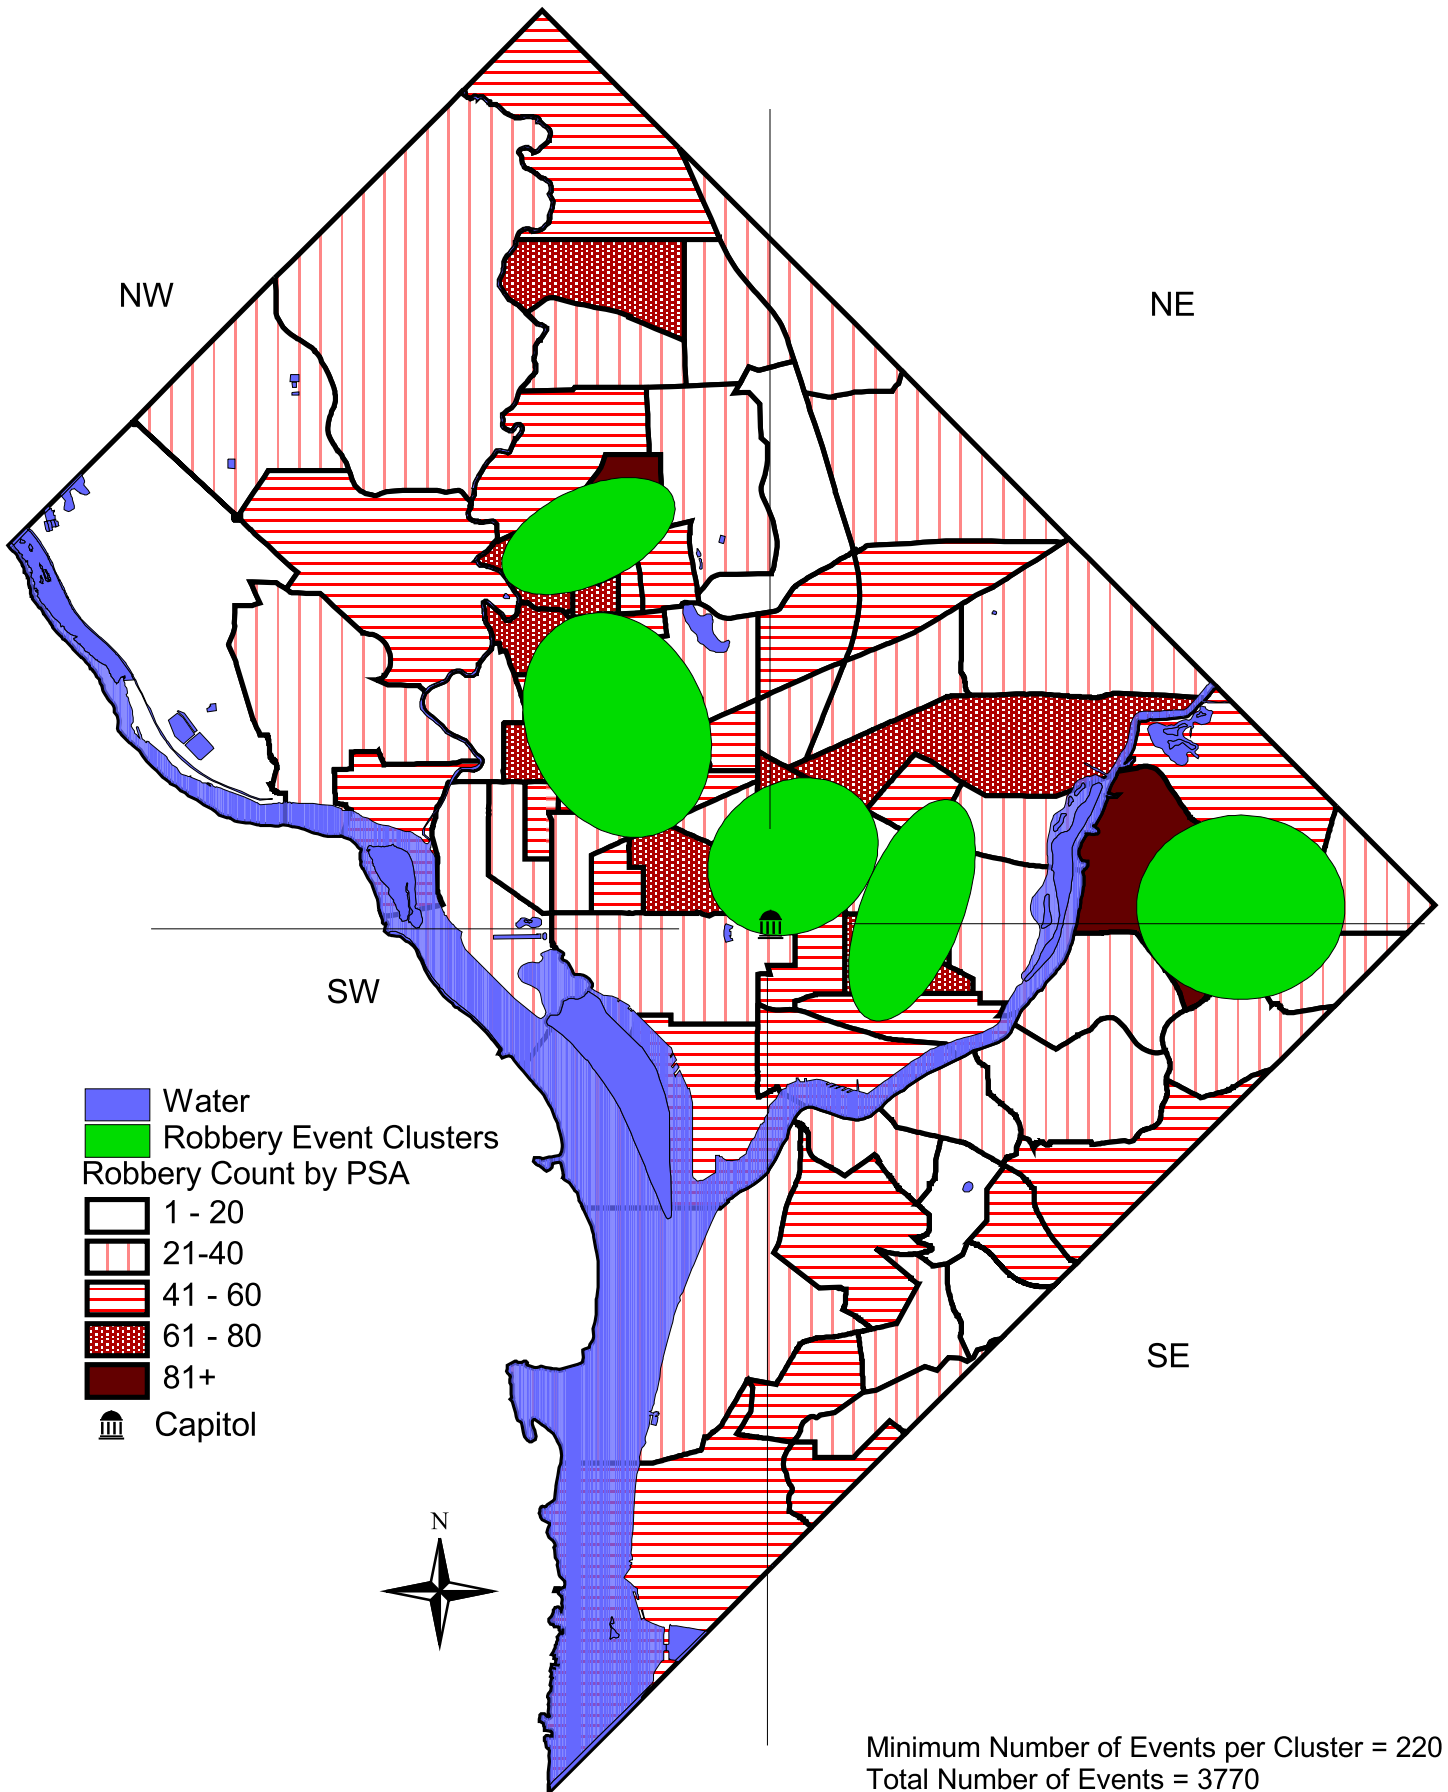 NW
NE
SW
Water
Robbery Event Clusters
Robbery Count by PSA
1 - 20
21-40
41 - 60
61 - 80
81+
Capitol
SE
N
Minimum Number of Events per Cluster = 220
Total Number of Events = 3770